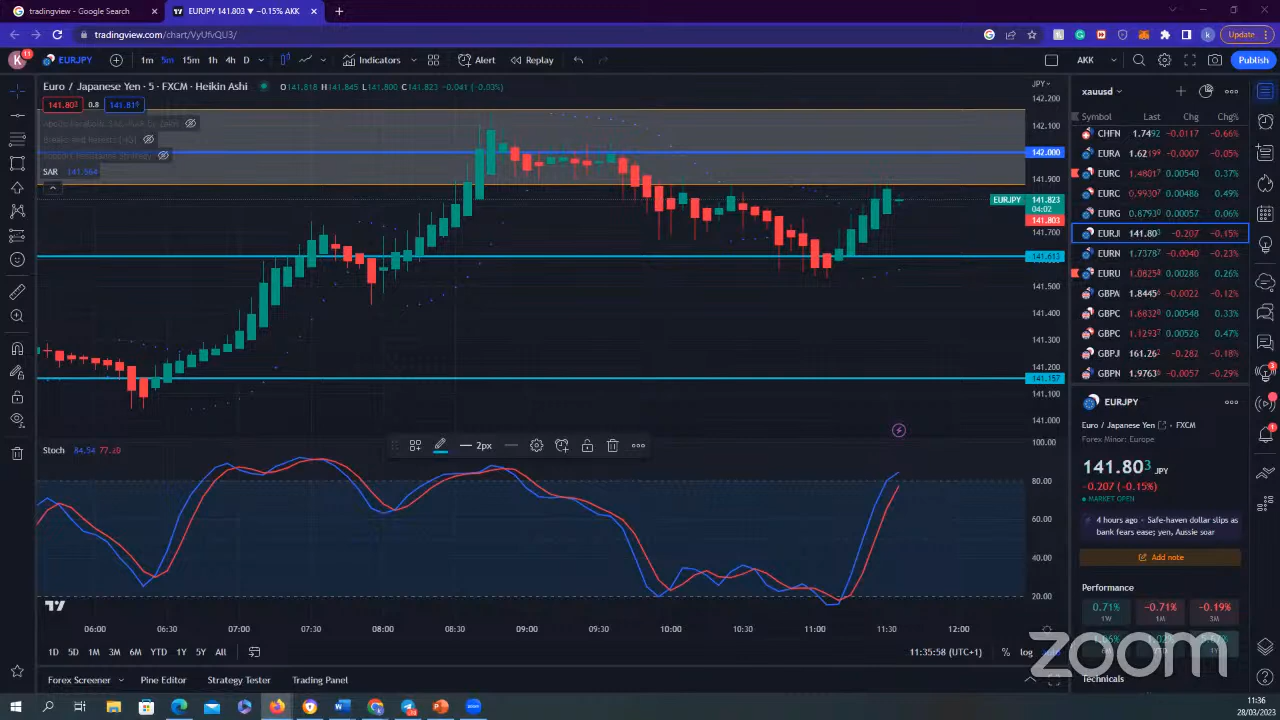 tradingview - Google Search
EURJPY 141.803 ▼ −0.15% AKK
tradingview.com/chart/VyUfvQU3/
Update
K 11
EURJPY
1m 5m 15m 1h 4h D
Indicators
Alert
Replay
AKK
Publish
Euro / Japanese Yen · 5 · FXCM · Heikin Ashi
O141.818 H141.845 L141.800 C141.823 −0.041 (−0.03%)
141.803 0.8 141.816
SAR 141.564
JPY
142.200
142.100
142.000
141.900
EURJPY 141.823
04:02
141.803
141.700
141.613
141.500
141.400
141.300
141.200
141.157
141.100
141.000
2px
Stoch 84.54 77.20
100.00
80.00
60.00
40.00
20.00
06:00 06:30 07:00 07:30 08:00 08:30 09:00 09:30 10:00 10:30 11:00 11:30 12:00
1D 5D 1M 3M 6M YTD 1Y 5Y All
11:35:58 (UTC+1)
% log
Forex Screener
Pine Editor
Strategy Tester
Trading Panel
xauusd
Symbol Last Chg Chg%
CHFN 1.7492 -0.0117 -0.66%
EURA 1.62199 -0.0007 -0.05%
EURC 1.48017 0.00540 0.37%
EURC 0.99307 0.00486 0.49%
EURG 0.87930 0.00057 0.06%
EURJ 141.803 -0.207 -0.15%
EURN 1.73787 -0.0040 -0.23%
EURU 1.08258 0.00286 0.26%
GBPA 1.84456 -0.0022 -0.12%
GBPC 1.68328 0.00548 0.33%
GBPC 1.12937 0.00526 0.47%
GBPJ 161.262 -0.282 -0.18%
GBPN 1.97636 -0.0057 -0.29%
EURJPY
Euro / Japanese Yen · FXCM
Forex Minor: Europe
141.803 JPY
−0.207 (−0.15%)
MARKET OPEN
4 hours ago · Safe-haven dollar slips as
bank fears ease; yen, Aussie soar
Add note
Performance
0.71% −0.71% −0.19%
1W 1M 3M
zoom
Technicals
11:36
28/03/2023